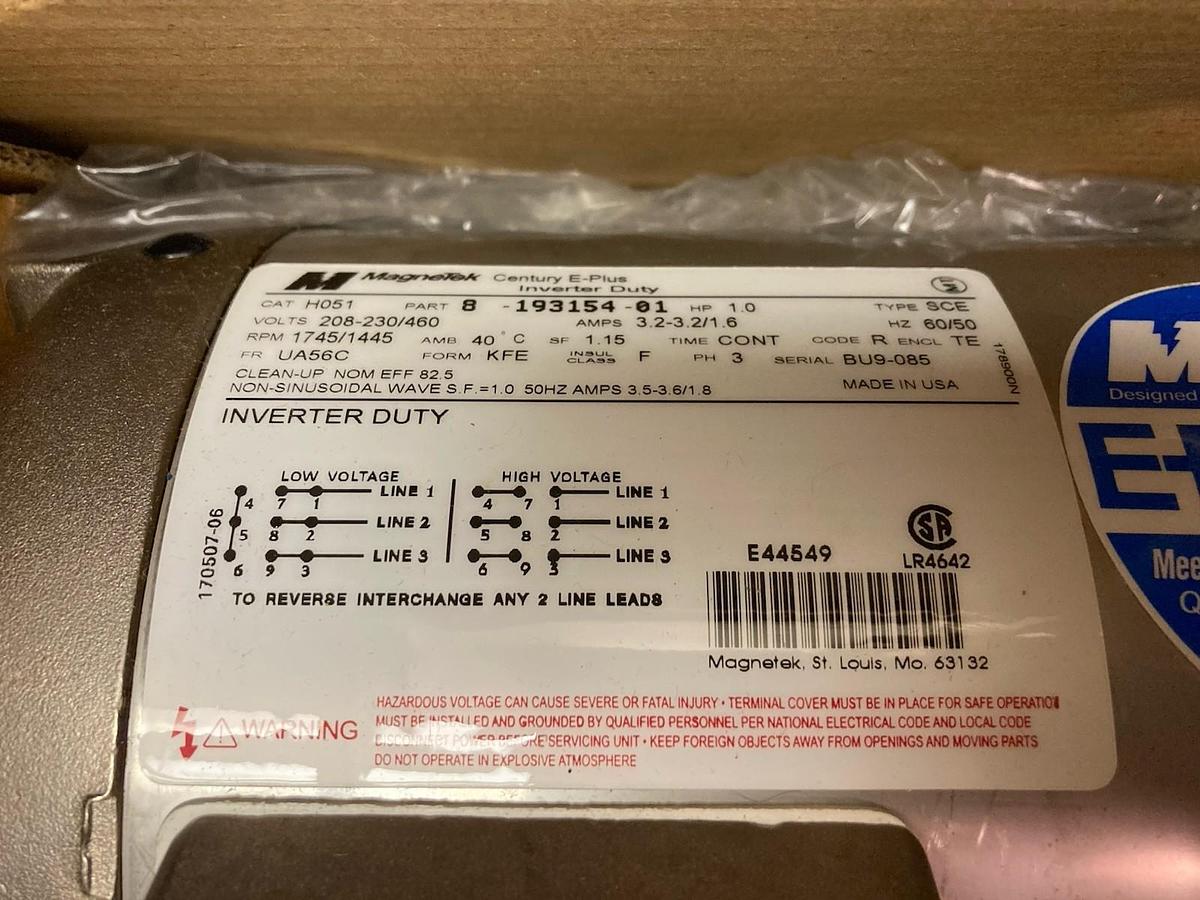 MAGNETEK Century E-Plus
Inverter Duty
CAT H051 PART 8 -193154 -01 HP 1.0 TYPE SCE
VOLTS 208-230/460 AMPS 3.2-3.2/1.6 HZ 60/50
RPM 1745/1445 AMB 40°C SF 1.15 TIME CONT CODE R ENCL TE
FR UA56C FORM KFE INSUL CLASS F PH 3 SERIAL BU9-085
CLEAN-UP NOM EFF 82.5
NON-SINUSOIDAL WAVE S.F.=1.0 50HZ AMPS 3.5-3.6/1.8 MADE IN USA
178900N
INVERTER DUTY
LOW VOLTAGE HIGH VOLTAGE
LINE 1 LINE 1
4 7 1 4 7 1
LINE 2 LINE 2
5 8 2 5 8 2
LINE 3 LINE 3
6 9 3 6 9 3
170507-06
TO REVERSE INTERCHANGE ANY 2 LINE LEADS
E44549
LR4642
Magnetek, St. Louis, Mo. 63132
WARNING
HAZARDOUS VOLTAGE CAN CAUSE SEVERE OR FATAL INJURY • TERMINAL COVER MUST BE IN PLACE FOR SAFE OPERATION
MUST BE INSTALLED AND GROUNDED BY QUALIFIED PERSONNEL PER NATIONAL ELECTRICAL CODE AND LOCAL CODE
DISCONNECT POWER BEFORE SERVICING UNIT • KEEP FOREIGN OBJECTS AWAY FROM OPENINGS AND MOVING PARTS
DO NOT OPERATE IN EXPLOSIVE ATMOSPHERE
Designed
E-
Mee
Q